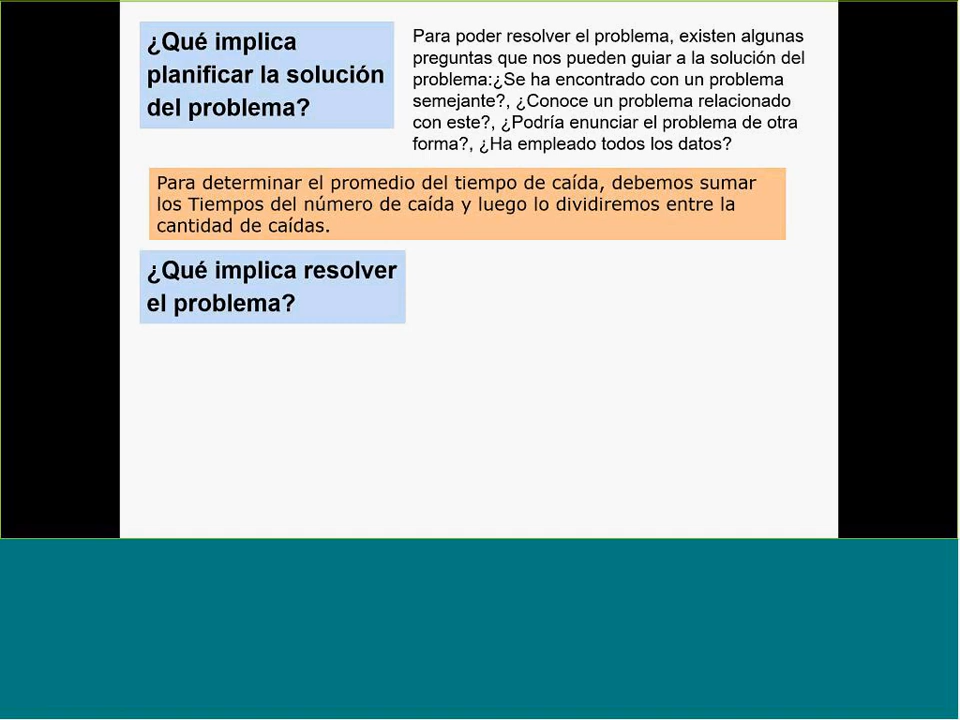 ¿Qué implica
planificar la solución
del problema?
Para poder resolver el problema, existen algunas
preguntas que nos pueden guiar a la solución del
problema:¿Se ha encontrado con un problema
semejante?, ¿Conoce un problema relacionado
con este?, ¿Podría enunciar el problema de otra
forma?, ¿Ha empleado todos los datos?
Para determinar el promedio del tiempo de caída, debemos sumar
los Tiempos del número de caída y luego lo dividiremos entre la
cantidad de caídas.
¿Qué implica resolver
el problema?